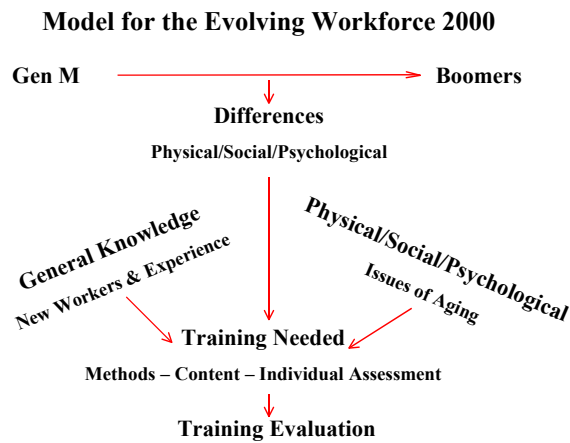 Model for the Evolving Workforce 2000
Gen M
Boomers
Differences
Physical/Social/Psychological
General Knowledge
New Workers & Experience
Physical/Social/Psychological
Issues of Aging
Training Needed
Methods – Content – Individual Assessment
Training Evaluation